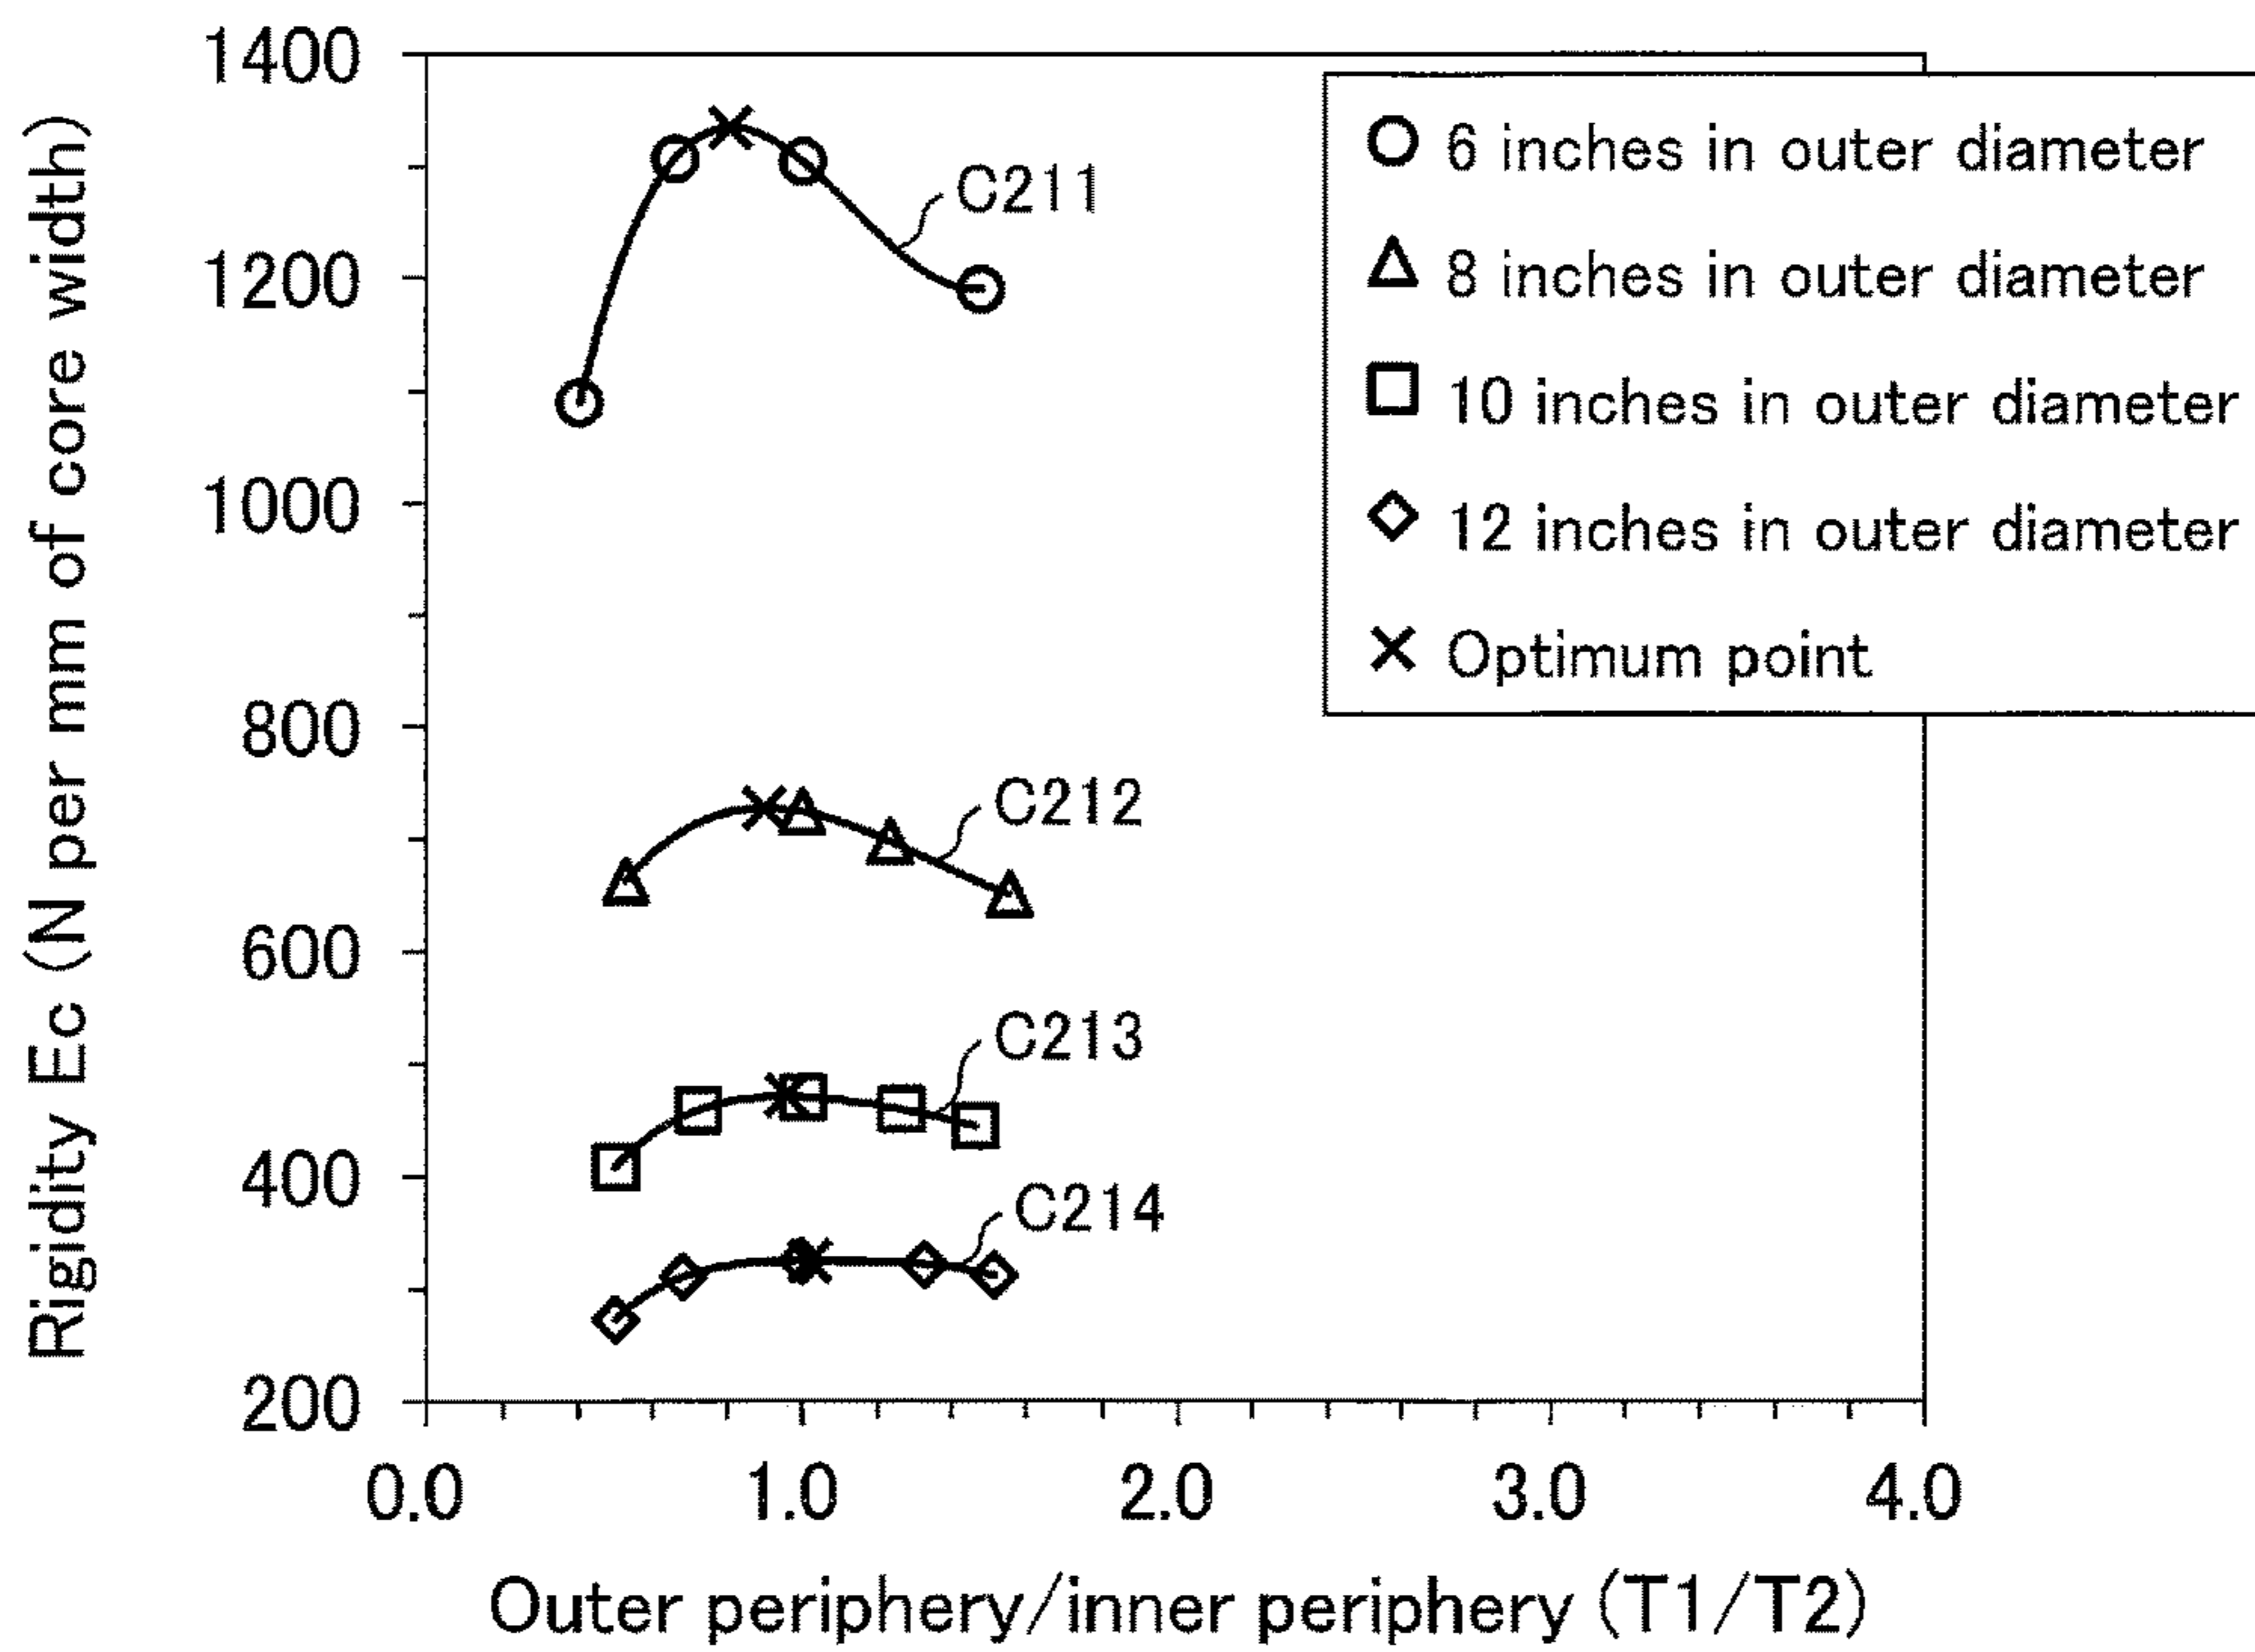 Rigidity Ec (N per mm of core width)
1400
1200
1000
800
600
400
200
0.0 1.0 2.0 3.0 4.0
Outer periphery/inner periphery (T1/T2)
C211
C212
C213
C214
6 inches in outer diameter
8 inches in outer diameter
10 inches in outer diameter
12 inches in outer diameter
Optimum point